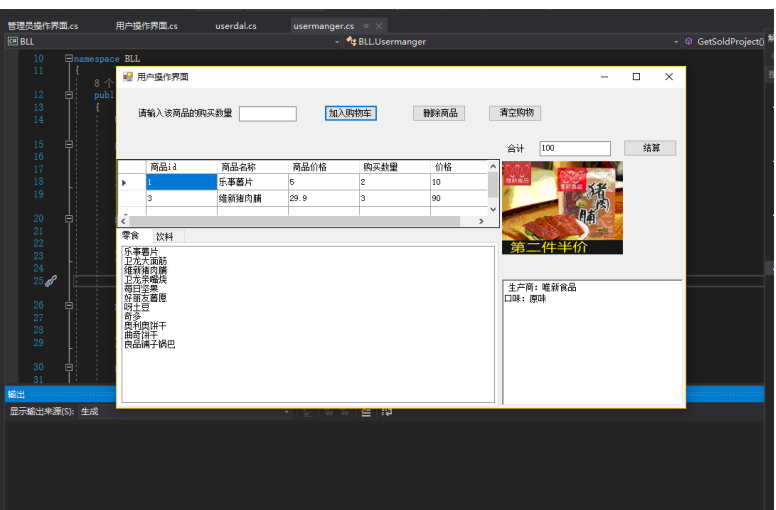 管理员操作界面.cs 用户操作界面.cs userdal.cs usermanger.cs
BLL BLL.Usermanger GetSoldProject()
10 namespace BLL
11 {
8 个
12 publ
13 {
14
15
16
17
18
19
20
21
22
23
24
25
26
27
28
29
30
31
用户操作界面
请输入该商品的购买数量 加入购物车 删除商品 清空购物
合计 100 结算
商品id 商品名称 商品价格 购买数量 价格
1 乐事薯片 5 2 10
3 维新猪肉脯 29.9 3 90
猪肉脯
第二件半价
零食 饮料
乐事薯片
卫龙大面筋
维新猪肉脯
卫龙亲嘴烧
每日坚果
好丽友薯愿
呀土豆
奇多
奥利奥饼干
曲奇饼干
良品铺子锅巴
生产商: 唯新食品
口味: 原味
输出
显示输出来源(S): 生成